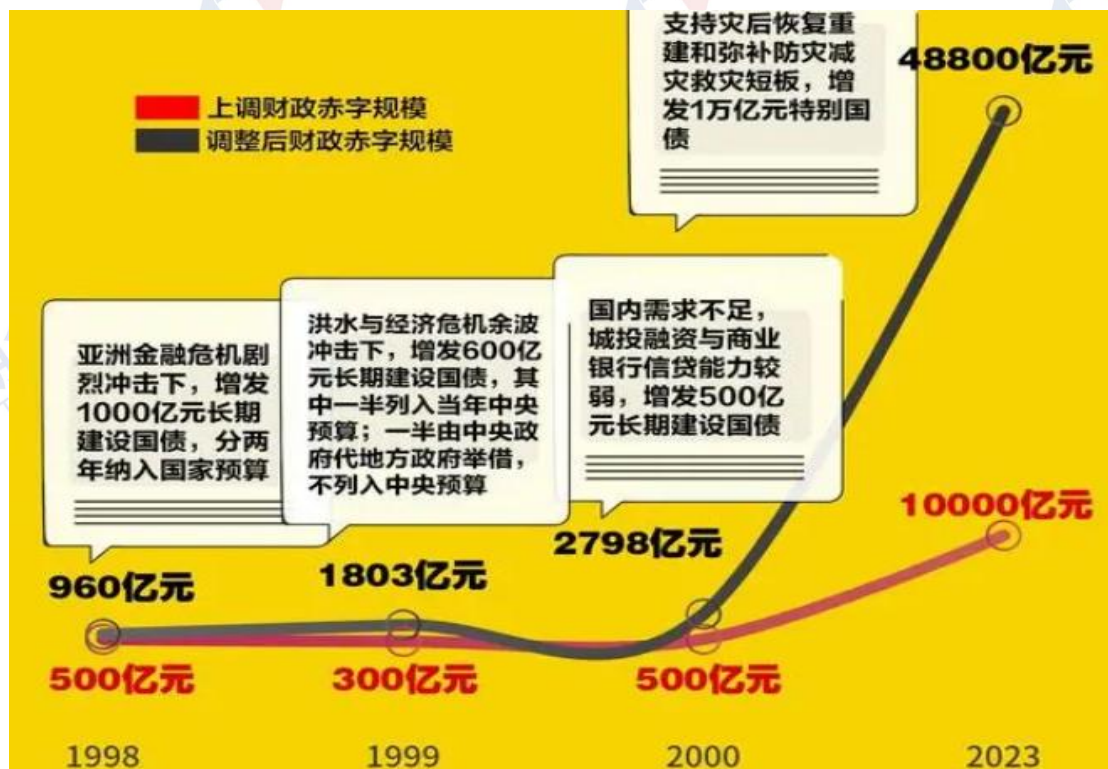 支持灾后恢复重
建和弥补防灾减
灾救灾短板，增
发1万亿元特别国
债
48800亿元
上调财政赤字规模
调整后财政赤字规模
亚洲金融危机剧
烈冲击下，增发
1000亿元长期
建设国债，分两
年纳入国家预算
洪水与经济危机余波
冲击下，增发600亿
元长期建设国债，其
中一半列入当年中央
预算；一半由中央政
府代地方政府举借，
不列入中央预算
国内需求不足，
城投融资与商业
银行信贷能力较
弱，增发500亿
元长期建设国债
10000亿元
960亿元
1803亿元
2798亿元
500亿元
300亿元
500亿元
1998
1999
2000
2023